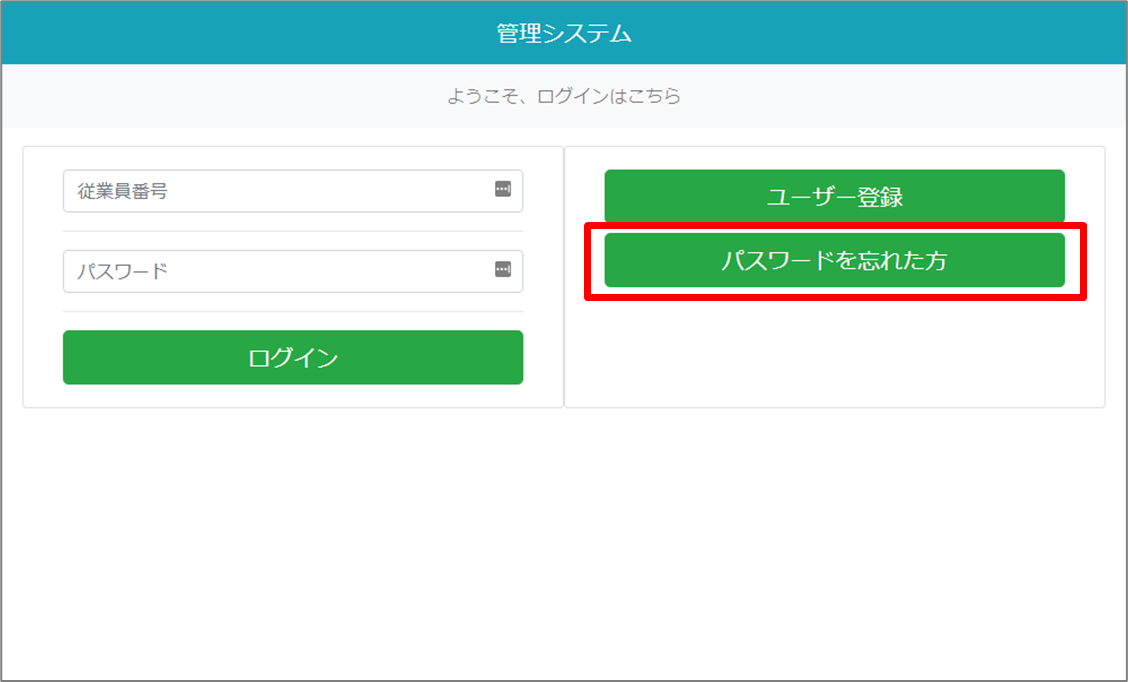 管理システム
ようこそ、ログインはこちら
従業員番号
パスワード
ログイン
ユーザー登録
パスワードを忘れた方